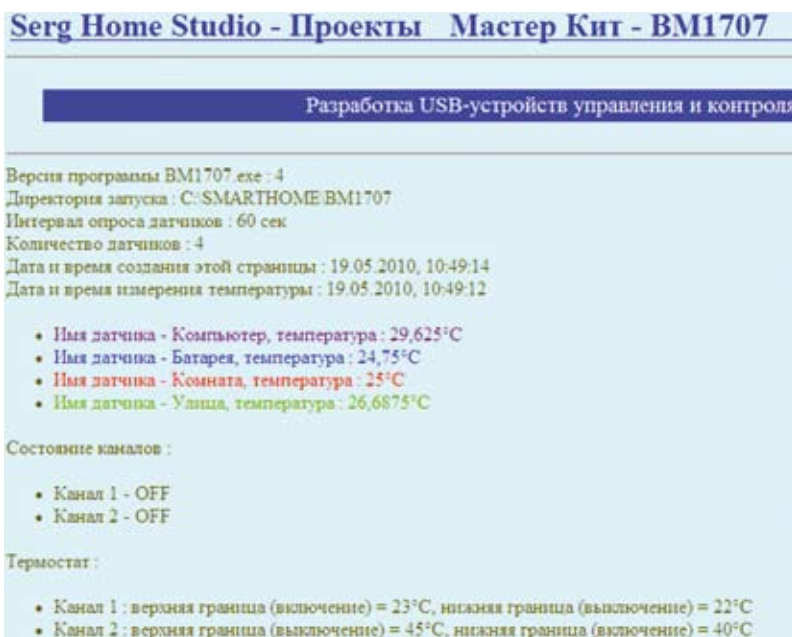 Serg Home Studio - Проекты Мастер Кит - BM1707
Разработка USB-устройств управления и контроля
Версия программы BM1707.exe : 4
Директория запуска : C:\SMARTHOME\BM1707
Интервал опроса датчиков : 60 сек
Количество датчиков : 4
Дата и время создания этой страницы : 19.05.2010, 10:49:14
Дата и время измерения температуры : 19.05.2010, 10:49:12
• Имя датчика - Компьютер, температура : 29,625°C
• Имя датчика - Батарея, температура : 24,75°C
• Имя датчика - Комната, температура : 25°C
• Имя датчика - Улица, температура : 26,6875°C
Состояние каналов :
• Канал 1 - OFF
• Канал 2 - OFF
Термостат :
• Канал 1 : верхняя граница (включение) = 23°C, нижняя граница (выключение) = 22°C
• Канал 2 : верхняя граница (выключение) = 45°C, нижняя граница (включение) = 40°C